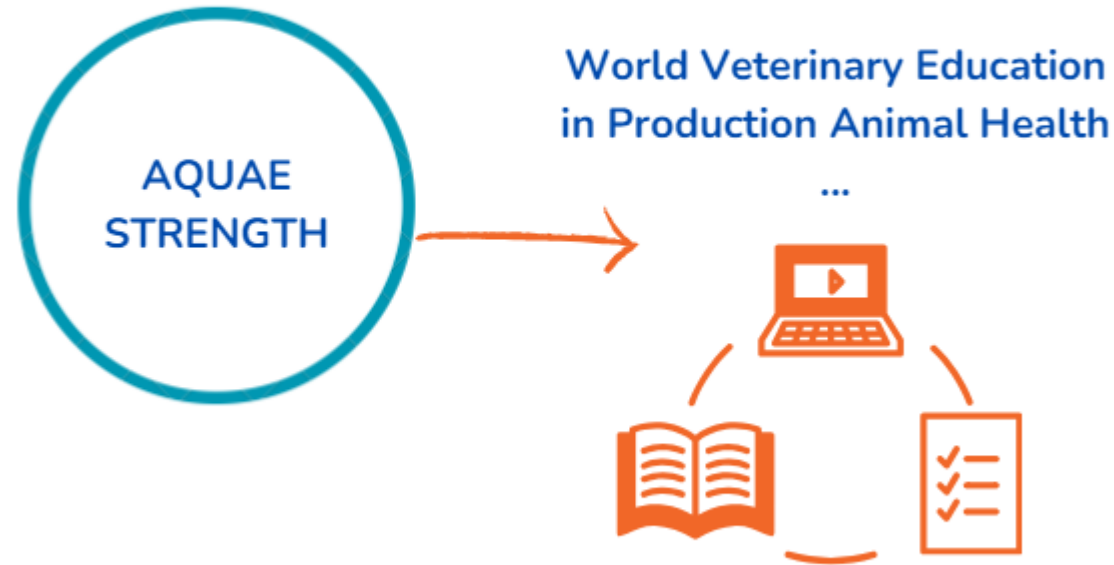 AQUAE
STRENGTH
World Veterinary Education
in Production Animal Health
...